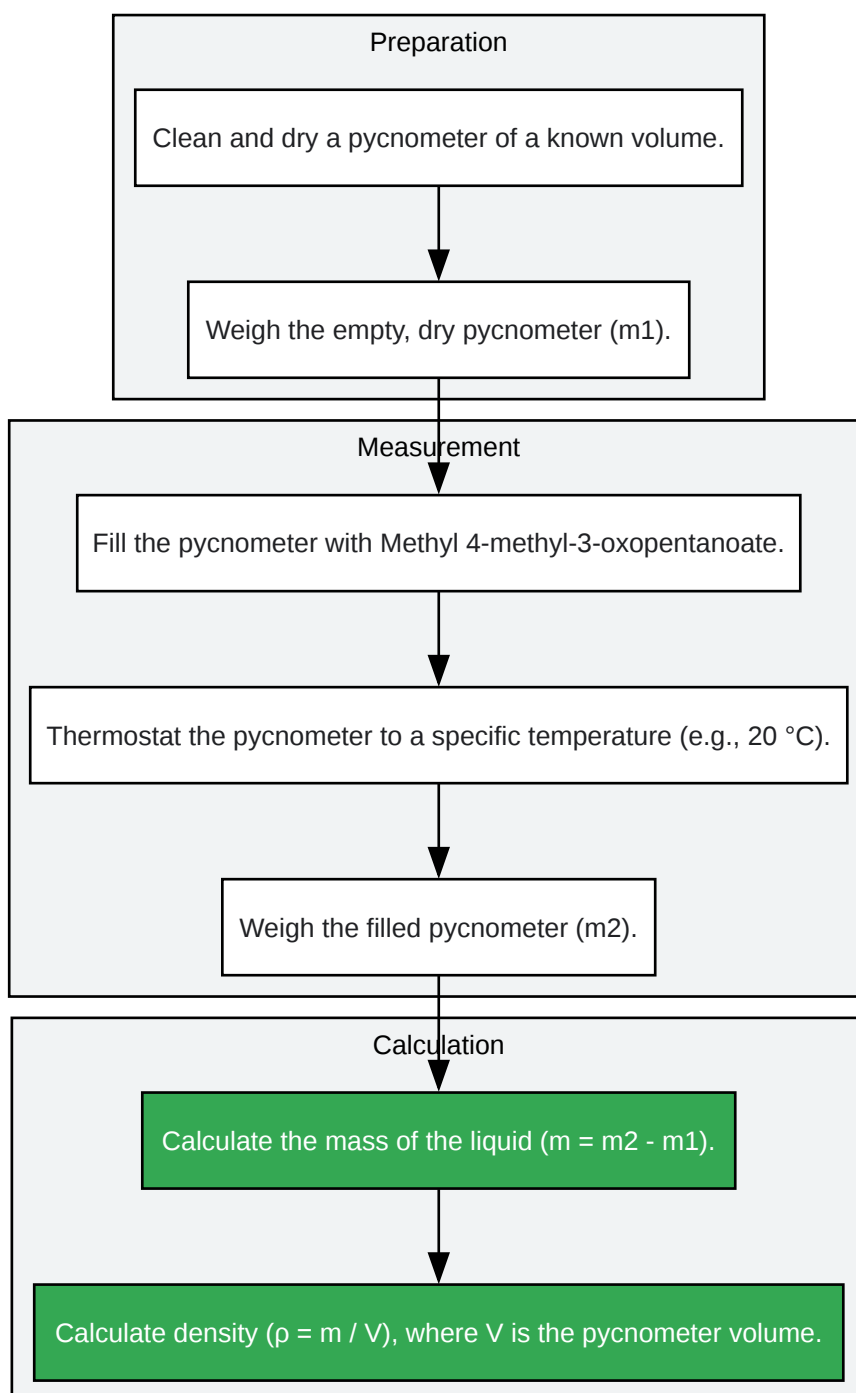 Preparation
Clean and dry a pycnometer of a known volume.
Weigh the empty, dry pycnometer (m1).
Measurement
Fill the pycnometer with Methyl 4-methyl-3-oxopentanoate.
Thermostat the pycnometer to a specific temperature (e.g., 20 °C).
Weigh the filled pycnometer (m2).
Calculation
Calculate the mass of the liquid (m = m2 - m1).
Calculate density (ρ = m / V), where V is the pycnometer volume.